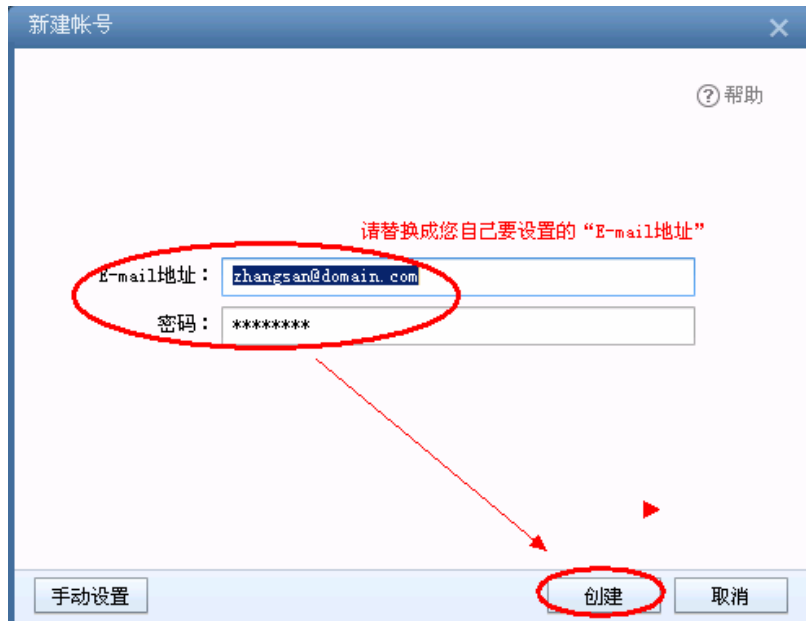 新建帐号
帮助
请替换成您自己要设置的“E-mail地址”
E-mail地址： zhangsan@domain.com
密码： ********
手动设置 创建 取消